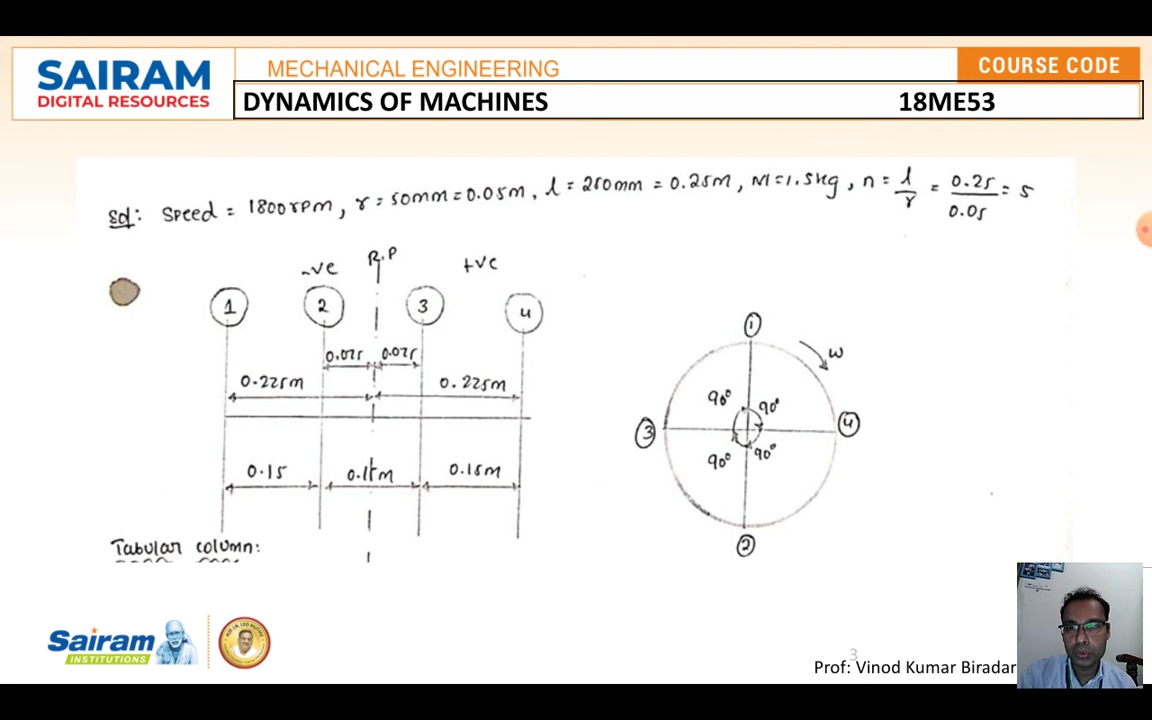 SAIRAM
DIGITAL RESOURCES
MECHANICAL ENGINEERING
COURSE CODE
DYNAMICS OF MACHINES 18ME53
Sol: Speed = 1800rpm, r = 50mm = 0.05m, l = 250mm = 0.25m, M = 1.5kg, n = l/r = 0.25/0.05 = 5
-ve R.P +ve
1 2 3 4
0.075 0.075
0.225m 0.225m
0.15 0.15m 0.15m
Tabular column:
1
ω
90° 90°
3 4
90° 90°
2
Sairam
INSTITUTIONS
3
Prof: Vinod Kumar Biradar